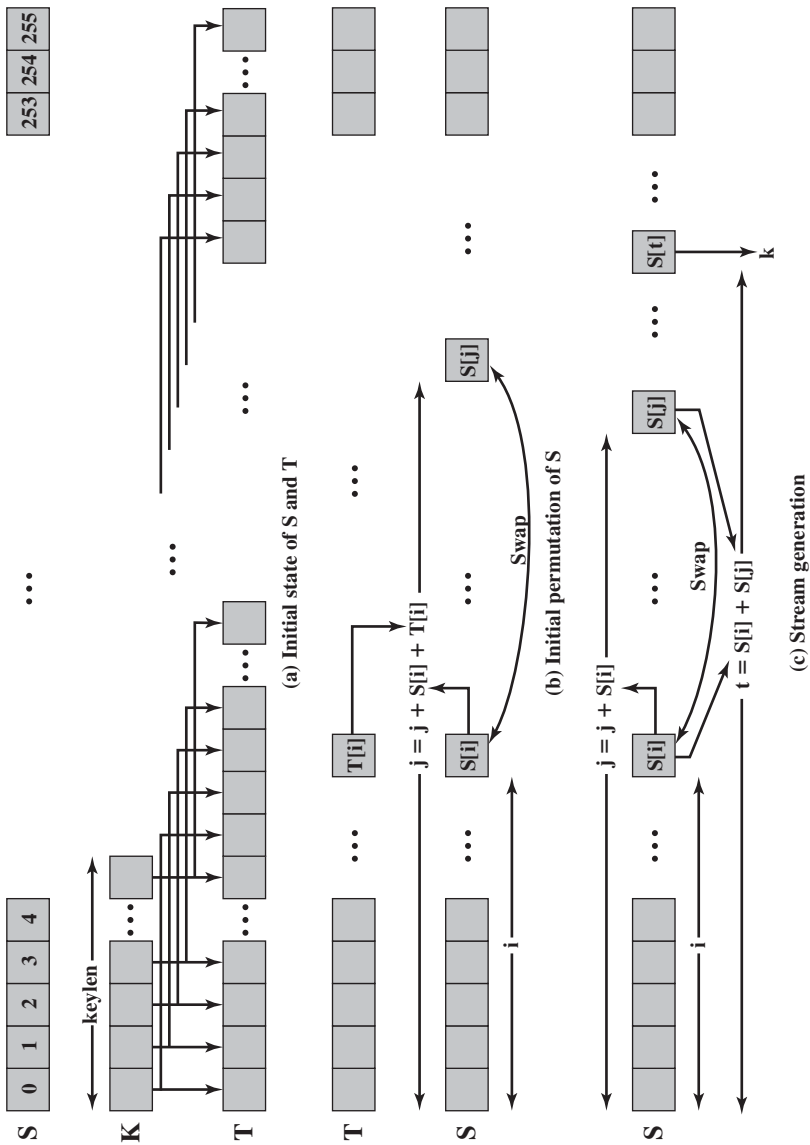 S 0 1 2 3 4 ••• 253 254 255
keylen
K ••• •••
T ••• ••• ••• •••
(a) Initial state of S and T
T ••• T[i] •••
j = j + S[i] + T[i]
S ••• S[i] ••• S[j] •••
i
Swap
(b) Initial permutation of S
j = j + S[i]
S ••• S[i] ••• S[j] ••• S[t] •••
i
Swap
t = S[i] + S[j]
k
(c) Stream generation